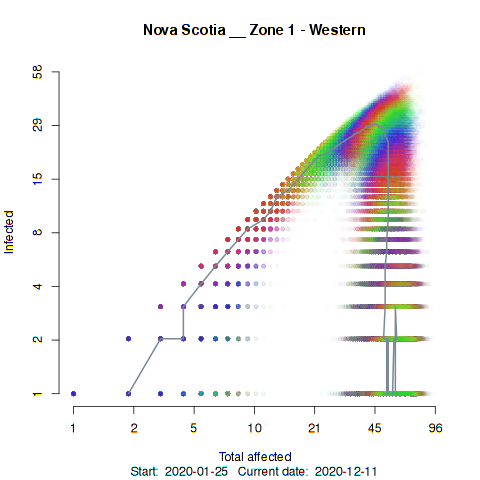 Nova Scotia __ Zone 1 - Western
58
29
15
8
4
2
1
Infected
1 2 5 10 21 45 96
Total affected
Start: 2020-01-25 Current date: 2020-12-11